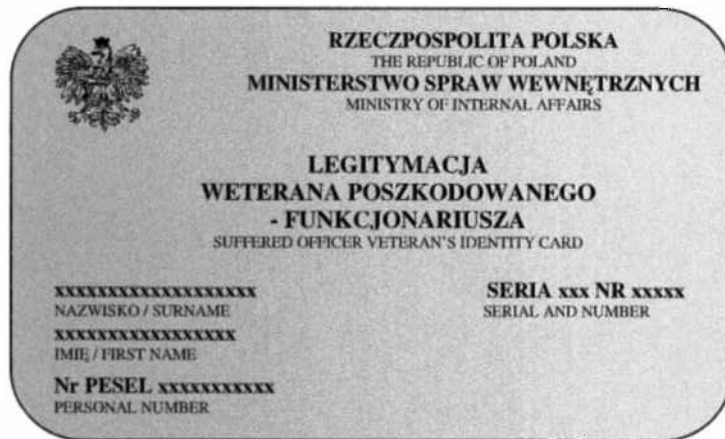 RZECZPOSPOLITA POLSKA
THE REPUBLIC OF POLAND
MINISTERSTWO SPRAW WEWNĘTRZNYCH
MINISTRY OF INTERNAL AFFAIRS
LEGITYMACJA
WETERANA POSZKODOWANEGO
- FUNKCJONARIUSZA
SUFFERED OFFICER VETERAN'S IDENTITY CARD
xxxxxxxxxxxxxxxxxxx
NAZWISKO / SURNAME
SERIA xxx NR xxxxx
SERIAL AND NUMBER
xxxxxxxxxxxxxxxxx
IMIĘ / FIRST NAME
Nr PESEL xxxxxxxxxxx
PERSONAL NUMBER